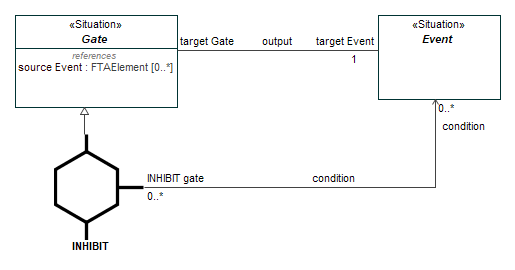 «Situation»
Gate
references
source Event : FTAElement [0..*]
target Gate
output
target Event
1
«Situation»
Event
0..*
condition
INHIBIT gate
condition
0..*
INHIBIT